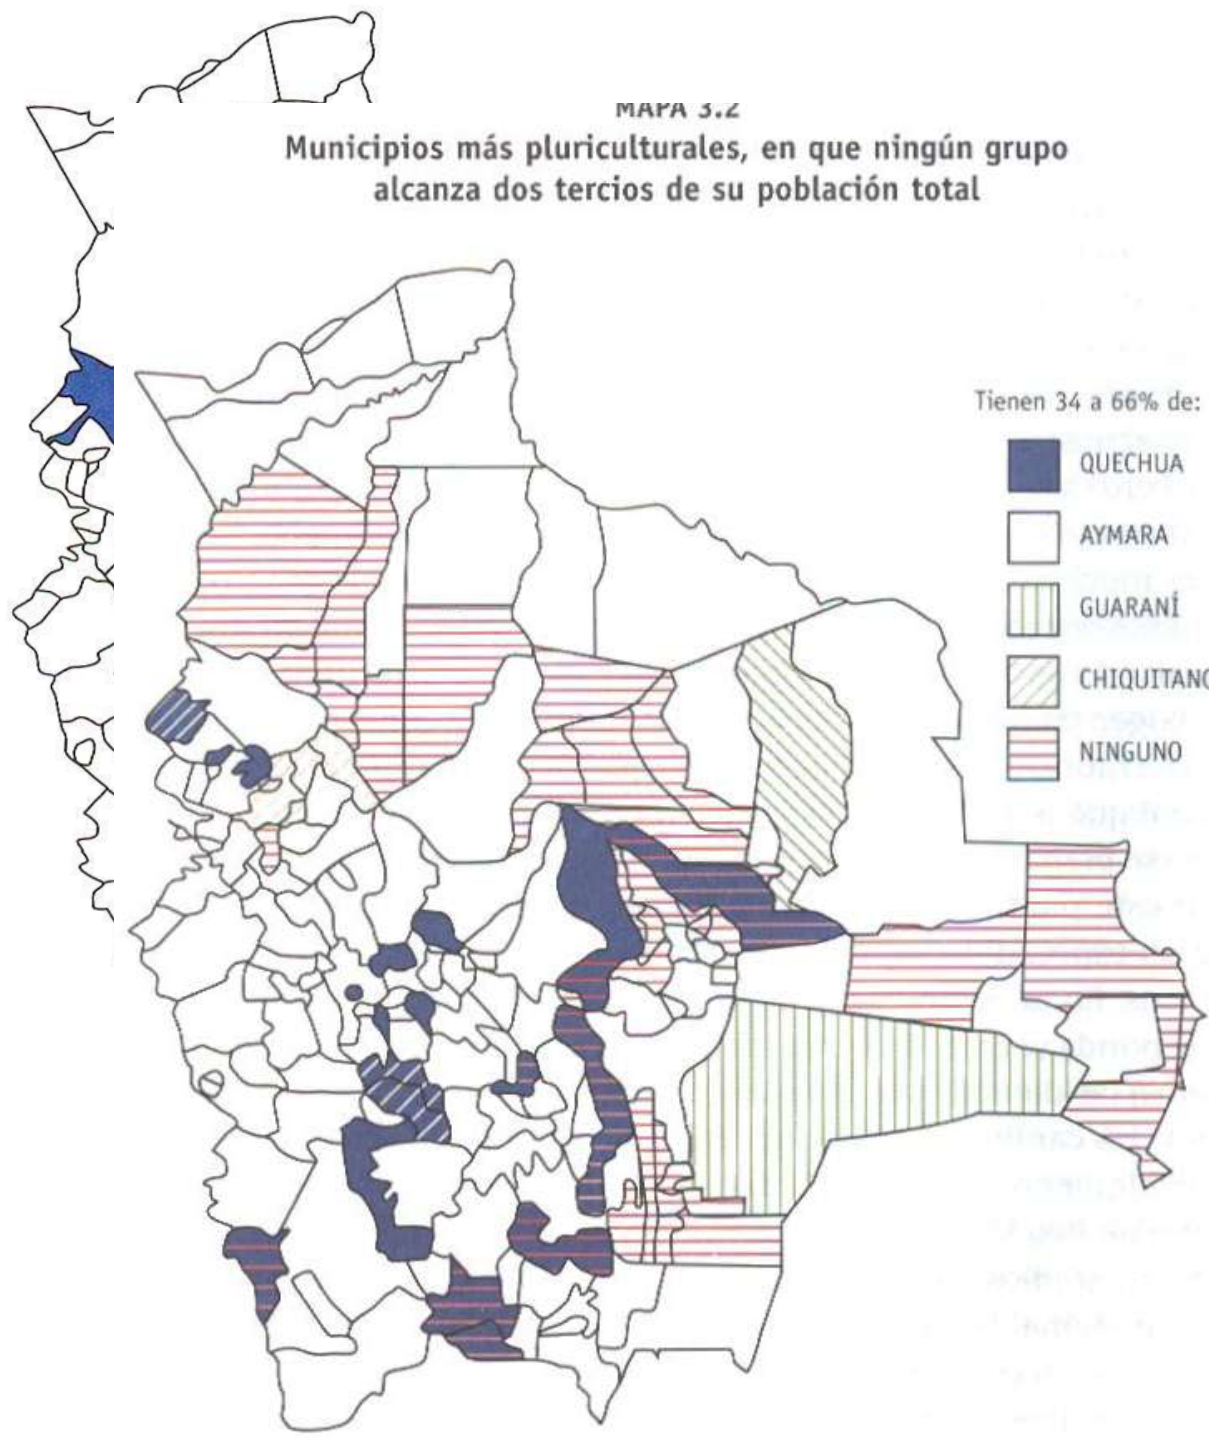 MAPA 3.2
Municipios más pluriculturales, en que ningún grupo
alcanza dos tercios de su población total
Tienen 34 a 66% de:
QUECHUA
AYMARA
GUARANÍ
CHIQUITANO
NINGUNO